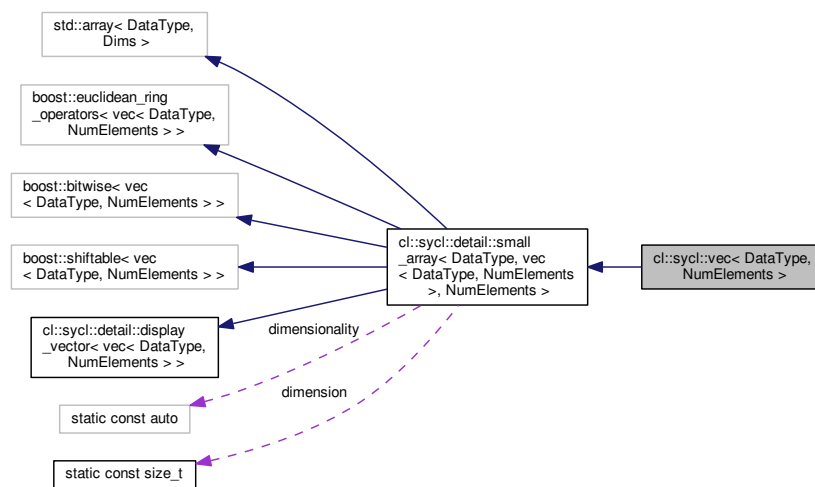 std::array< DataType,
Dims >
boost::euclidean_ring
_operators< vec< DataType,
NumElements > >
boost::bitwise< vec
< DataType, NumElements > >
boost::shiftable< vec
< DataType, NumElements > >
cl::sycl::detail::display
_vector< vec< DataType,
NumElements > >
static const auto
static const size_t
dimensionality
dimension
cl::sycl::detail::small
_array< DataType, vec
< DataType, NumElements
>, NumElements >
cl::sycl::vec< DataType,
NumElements >